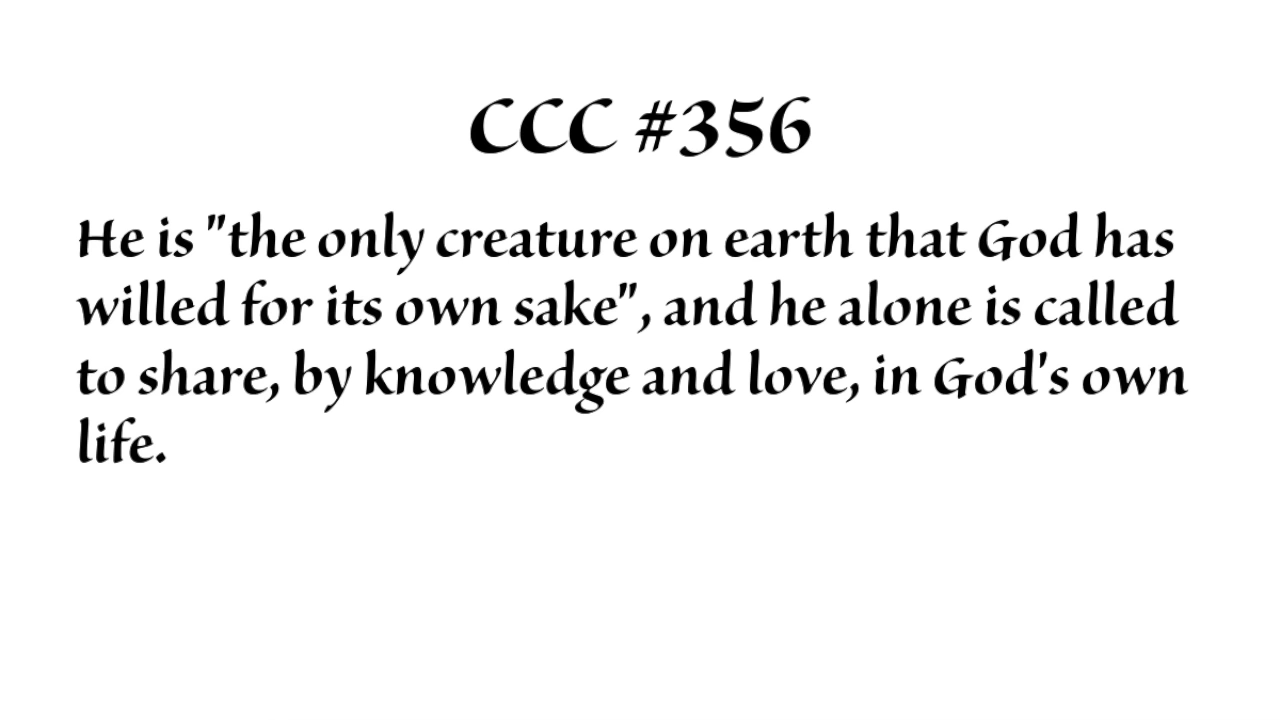 CCC #356
He is "the only creature on earth that God has
willed for its own sake", and he alone is called
to share, by knowledge and love, in God's own
life.